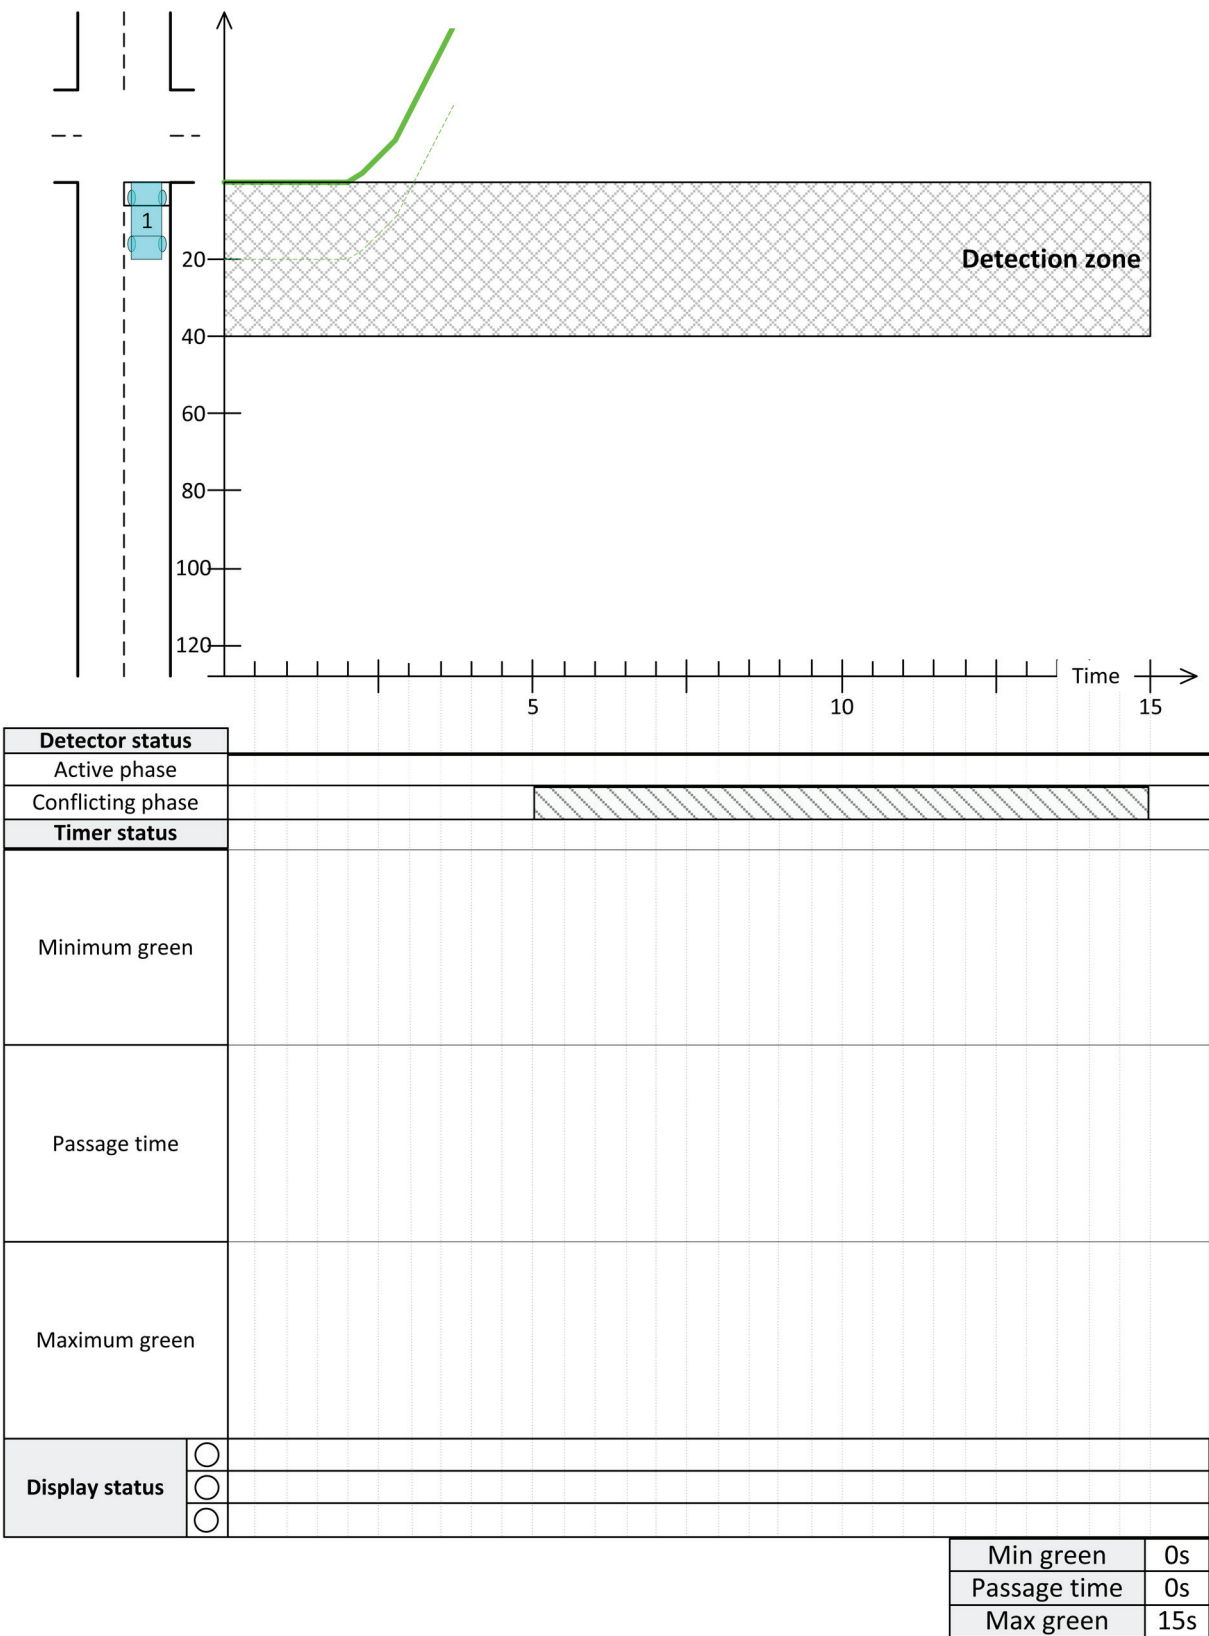 1
20
Detection zone
40
60
80
100
120
Time
5
10
15
Detector status
Active phase
Conflicting phase
Timer status
Minimum green
Passage time
Maximum green
Display status
Min green 0s
Passage time 0s
Max green 15s